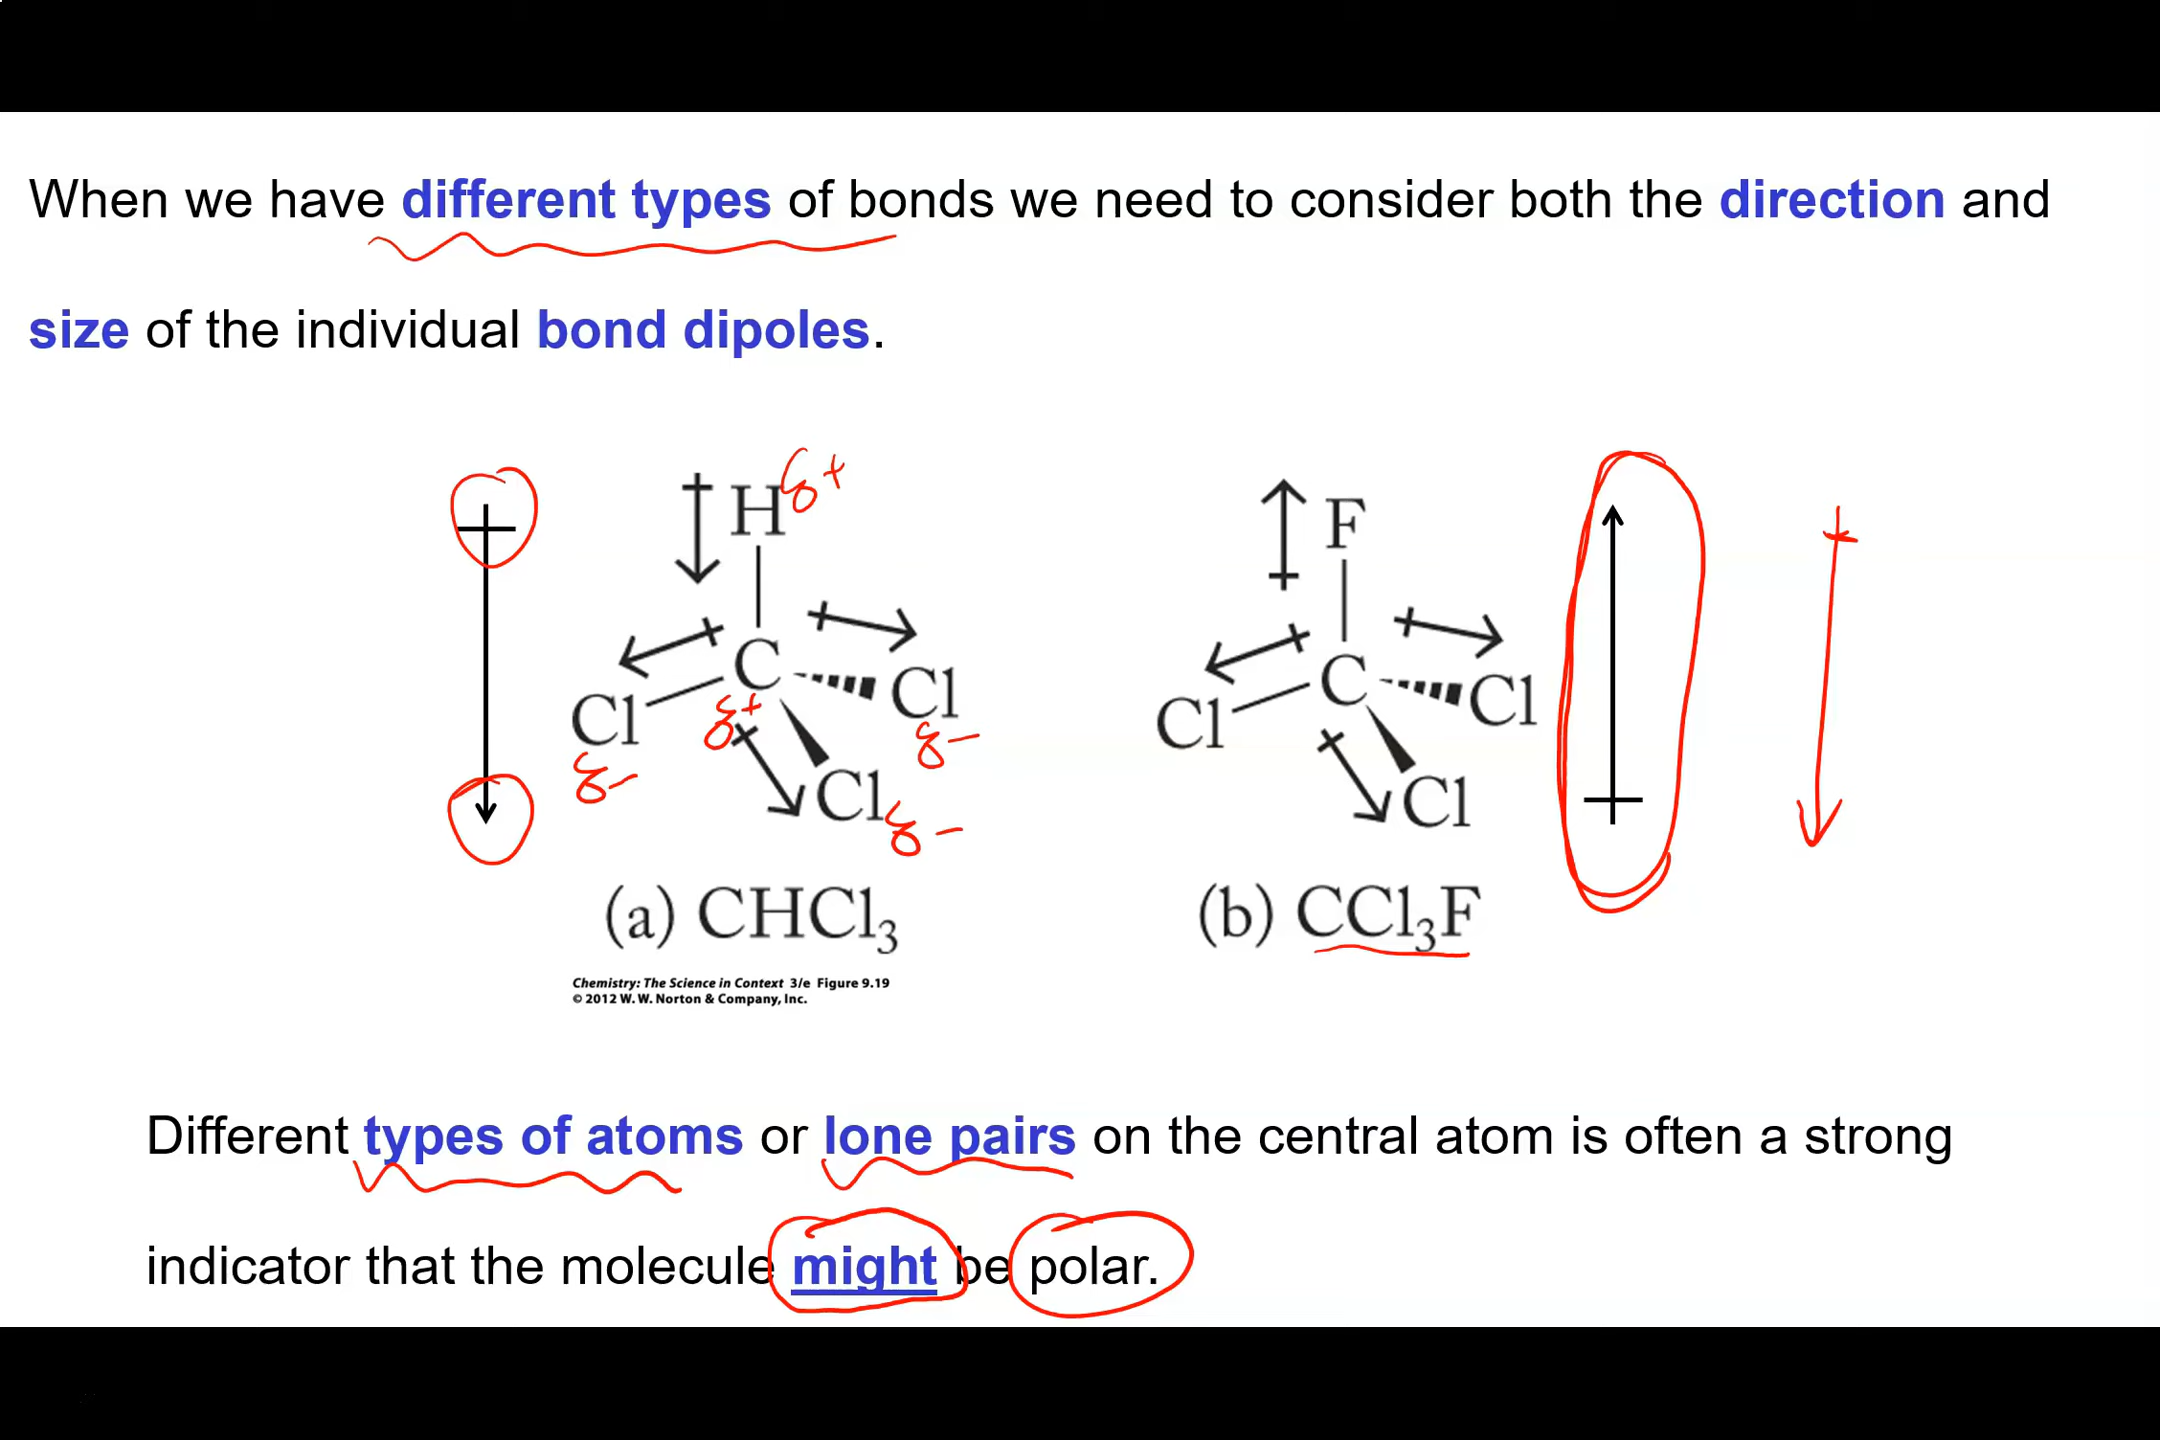 When we have different types of bonds we need to consider both the direction and
size of the individual bond dipoles.
H δ+
C δ+
Cl δ-
Cl δ-
Cl δ-
(a) CHCl₃
F
C
Cl
Cl
Cl
(b) CCl₃F
Chemistry: The Science in Context 3/e Figure 9.19
© 2012 W. W. Norton & Company, Inc.
Different types of atoms or lone pairs on the central atom is often a strong
indicator that the molecule might be polar.